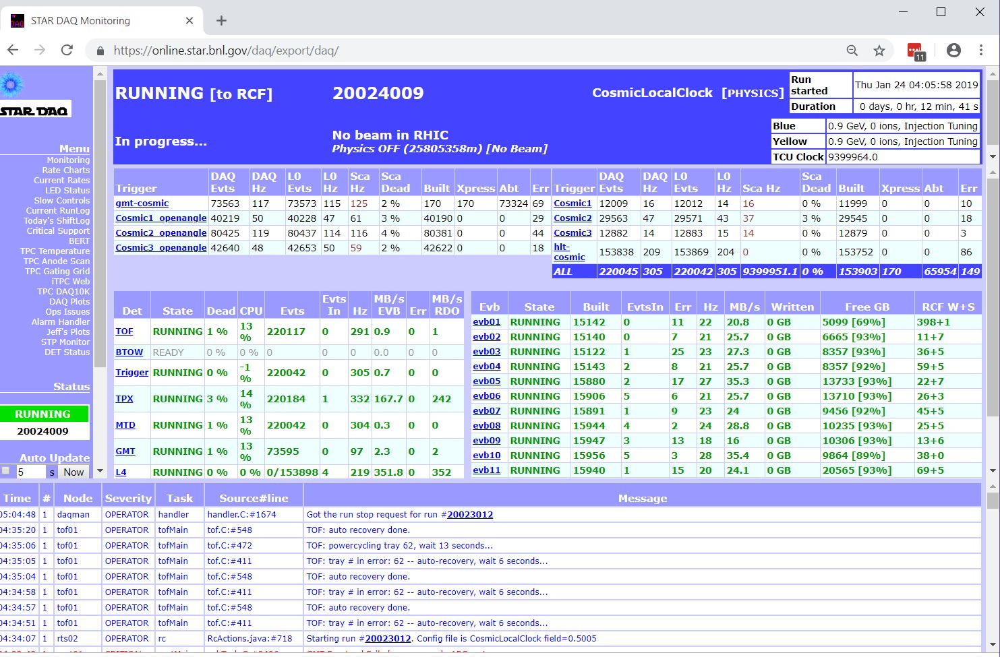 STAR DAQ Monitoring
https://online.star.bnl.gov/daq/export/daq/
11
STAR DAQ
Menu
Monitoring
Rate Charts
Current Rates
LED Status
Slow Controls
Current RunLog
Today's ShiftLog
Critical Support
BERT
TPC Temperature
TPC Anode Scan
TPC Gating Grid
iTPC Web
TPC DAQ10K
DAQ Plots
Ops Issues
Alarm Handler
Jeff's Plots
STP Monitor
DET Status
Status
RUNNING
20024009
Auto Update
5 s Now
RUNNING [to RCF] 20024009 CosmicLocalClock [PHYSICS]
Run started Thu Jan 24 04:05:58 2019
Duration 0 days, 0 hr, 12 min, 41 s
In progress... No beam in RHIC
Physics OFF (25805358m) [No Beam]
Blue 0.9 GeV, 0 ions, Injection Tuning
Yellow 0.9 GeV, 0 ions, Injection Tuning
TCU Clock 9399964.0
Trigger DAQ Evts DAQ Hz L0 Evts L0 Hz Sca Hz Sca Dead Built Xpress Abt Err
gmt-cosmic 73563 117 73573 115 125 2 % 170 170 73324 69
Cosmic1_openangle 40219 50 40228 47 61 3 % 40190 0 0 29
Cosmic2_openangle 80425 119 80437 114 116 4 % 80381 0 0 44
Cosmic3_openangle 42640 48 42653 50 59 2 % 42622 0 0 18
Trigger DAQ Evts DAQ Hz L0 Evts L0 Hz Sca Hz Sca Dead Built Xpress Abt Err
Cosmic1 12009 16 12012 14 16 0 % 11999 0 0 10
Cosmic2 29563 47 29571 43 37 3 % 29545 0 0 18
Cosmic3 12882 14 12883 15 14 0 % 12879 0 0 3
hlt-cosmic 153838 209 153869 204 0 0 % 153752 0 0 86
ALL 220045 305 220042 305 9399951.1 0 % 153903 170 65954 149
Det State Dead CPU Evts Evts In Hz MB/s EVB Err MB/s RDO
TOF RUNNING 1 % 13 % 220117 0 291 0.9 0 1
BTOW READY 0 % 0 % 0 0 0 0.0 0 0
Trigger RUNNING 0 % -1 % 220042 0 305 0.7 0 0
TPX RUNNING 3 % 14 % 220184 1 332 167.7 0 242
MTD RUNNING 1 % 13 % 220042 0 304 0.3 0 0
GMT RUNNING 1 % 13 % 73595 0 97 2.3 0 2
L4 RUNNING 0 % 0 % 0/153898 4 219 351.8 0 352
Evb State Built EvtsIn Err Hz MB/s Written Free GB RCF W+S
evb01 RUNNING 15142 0 11 22 20.8 0 GB 5099 [69%] 398+1
evb02 RUNNING 15140 0 7 21 25.7 0 GB 6665 [93%] 11+7
evb03 RUNNING 15122 1 25 23 27.3 0 GB 8357 [93%] 36+5
evb04 RUNNING 15143 2 8 21 25.7 0 GB 8357 [92%] 59+5
evb05 RUNNING 15880 2 17 27 35.3 0 GB 13733 [93%] 22+7
evb06 RUNNING 15906 5 6 21 25.7 0 GB 13710 [93%] 26+3
evb07 RUNNING 15891 1 9 23 24 0 GB 9456 [92%] 45+5
evb08 RUNNING 15944 4 2 24 28.8 0 GB 10235 [93%] 25+5
evb09 RUNNING 15947 3 13 18 16 0 GB 10306 [93%] 13+6
evb10 RUNNING 15956 5 3 28 35.4 0 GB 9864 [89%] 38+0
evb11 RUNNING 15940 1 15 20 24.1 0 GB 20565 [93%] 69+5
Time # Node Severity Task Source#line Message
05:04:48 1 daqman OPERATOR handler handler.C:#1674 Got the run stop request for run #20023012
04:35:20 1 tof01 OPERATOR tofMain tof.C:#548 TOF: auto recovery done.
04:35:06 1 tof01 OPERATOR tofMain tof.C:#472 TOF: powercycling tray 62, wait 13 seconds...
04:35:05 1 tof01 OPERATOR tofMain tof.C:#411 TOF: tray # in error: 62 -- auto-recovery, wait 6 seconds...
04:35:04 1 tof01 OPERATOR tofMain tof.C:#548 TOF: auto recovery done.
04:34:58 1 tof01 OPERATOR tofMain tof.C:#411 TOF: tray # in error: 62 -- auto-recovery, wait 6 seconds...
04:34:57 1 tof01 OPERATOR tofMain tof.C:#548 TOF: auto recovery done.
04:34:51 1 tof01 OPERATOR tofMain tof.C:#411 TOF: tray # in error: 62 -- auto-recovery, wait 6 seconds...
04:34:07 1 rts02 OPERATOR rc RcActions.java:#718 Starting run #20023012. Config file is CosmicLocalClock field=0.5005